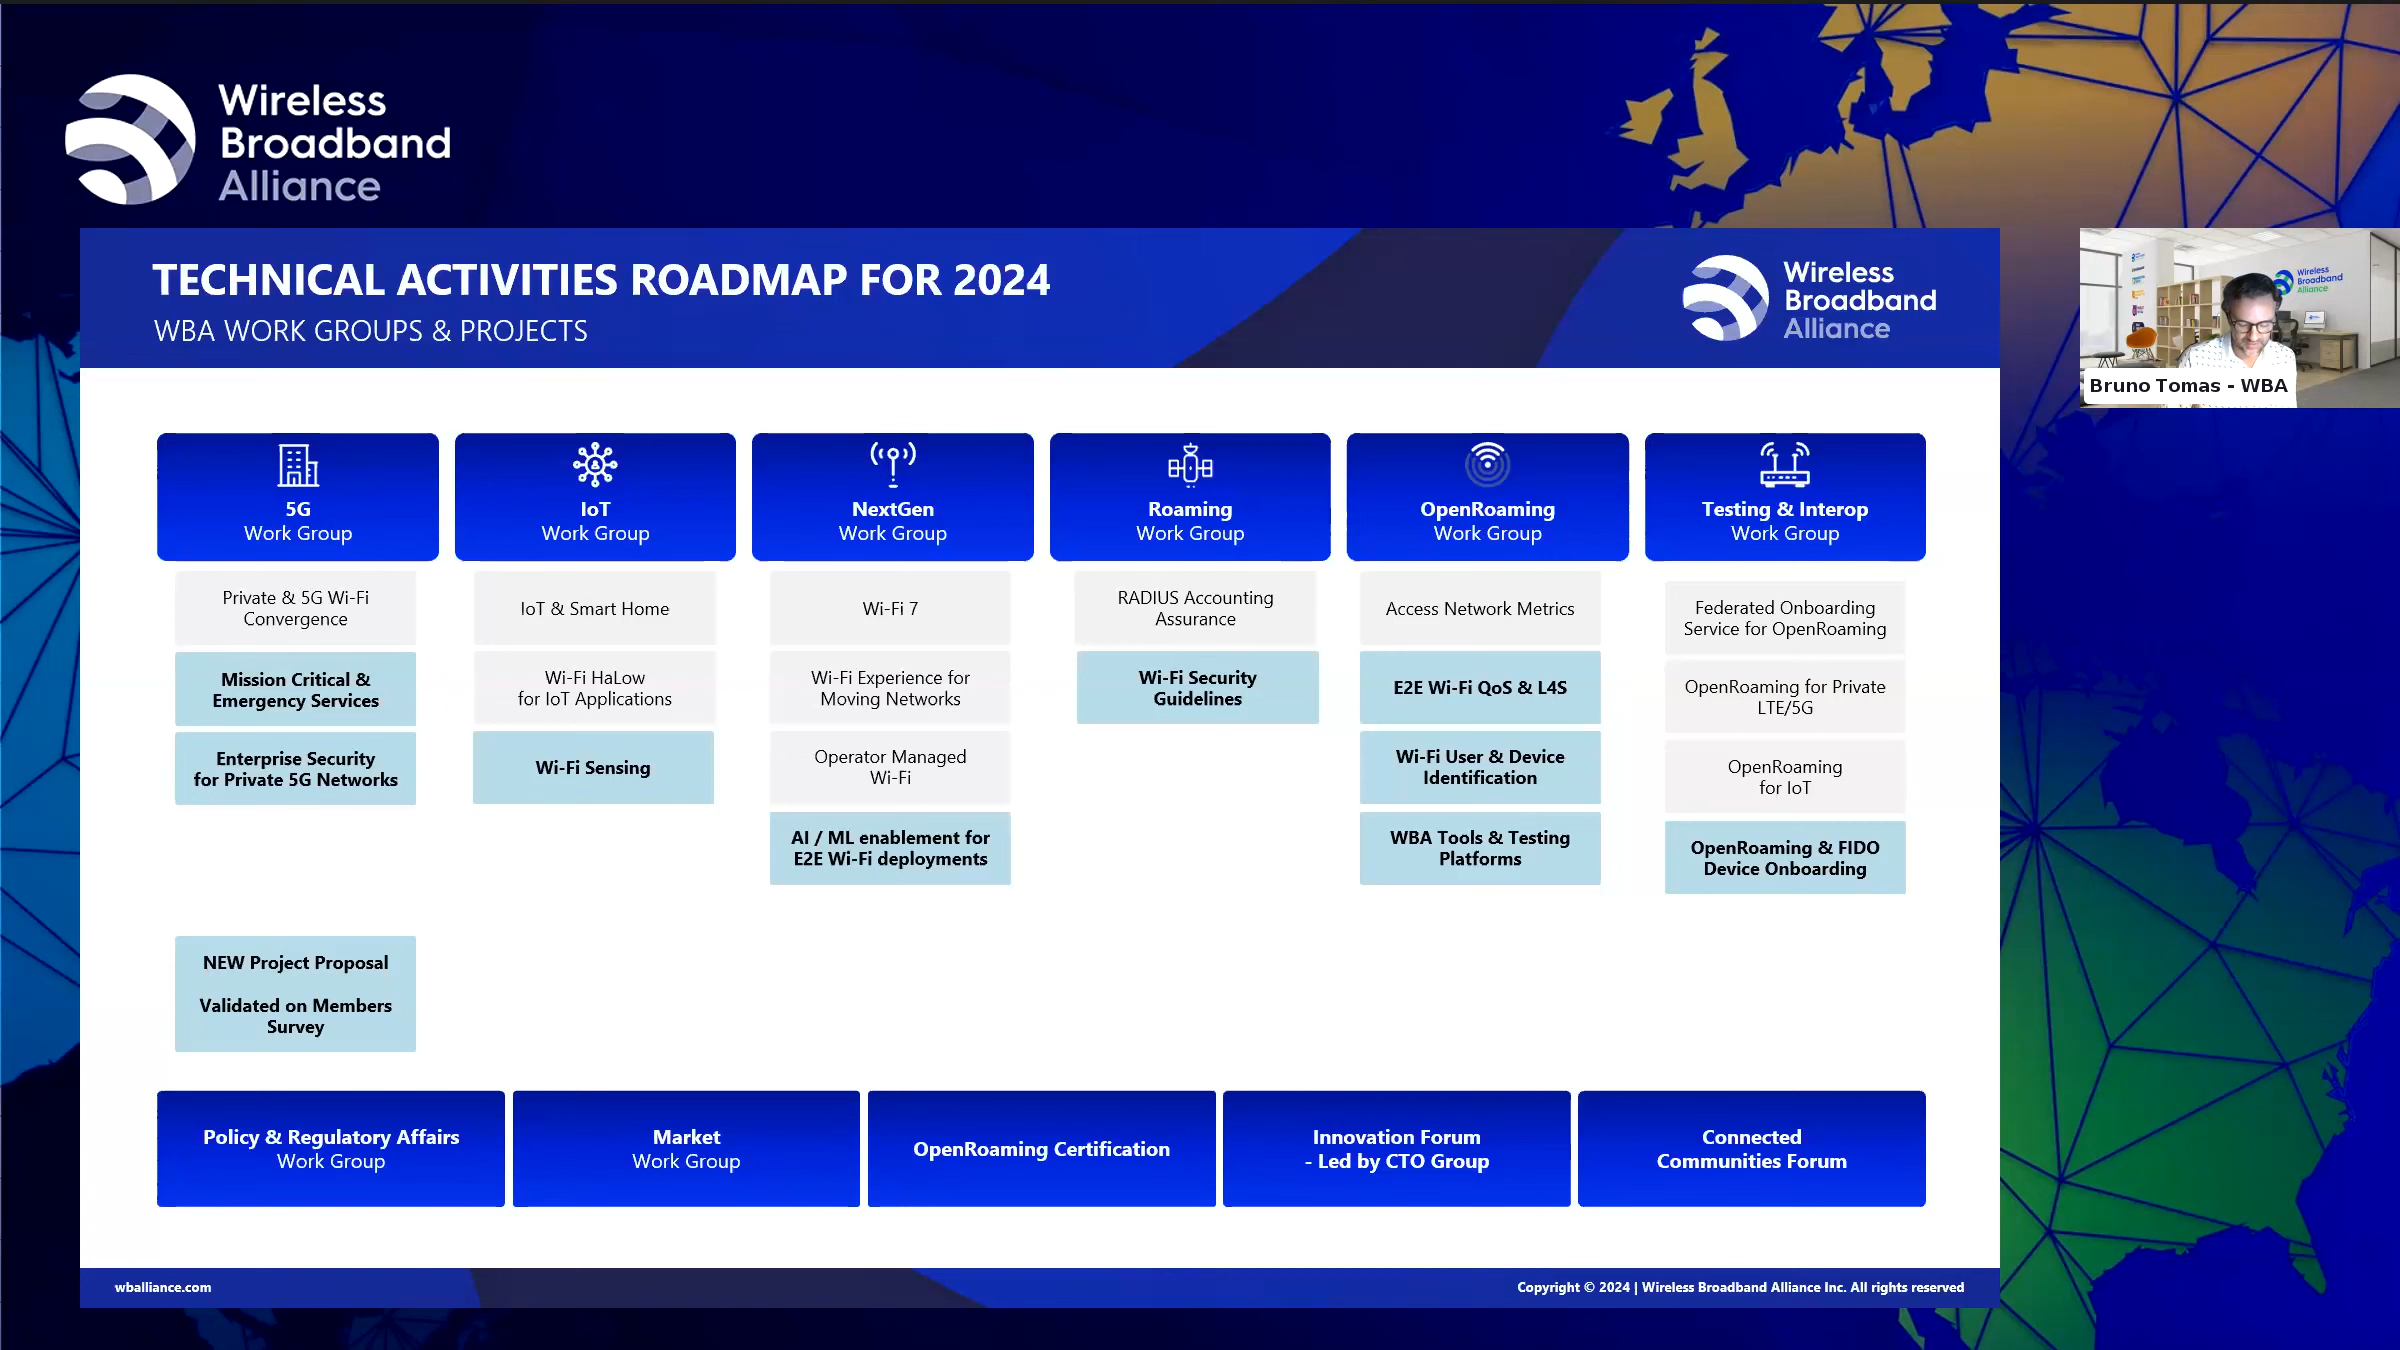 Wireless
Broadband
Alliance
TECHNICAL ACTIVITIES ROADMAP FOR 2024
WBA WORK GROUPS & PROJECTS
Wireless
Broadband
Alliance
Wireless
Broadband
Alliance
Bruno Tomas - WBA
5G
Work Group
IoT
Work Group
NextGen
Work Group
Roaming
Work Group
OpenRoaming
Work Group
Testing & Interop
Work Group
Private & 5G Wi-Fi
Convergence
Mission Critical &
Emergency Services
Enterprise Security
for Private 5G Networks
IoT & Smart Home
Wi-Fi HaLow
for IoT Applications
Wi-Fi Sensing
Wi-Fi 7
Wi-Fi Experience for
Moving Networks
Operator Managed
Wi-Fi
AI / ML enablement for
E2E Wi-Fi deployments
RADIUS Accounting
Assurance
Wi-Fi Security
Guidelines
Access Network Metrics
E2E Wi-Fi QoS & L4S
Wi-Fi User & Device
Identification
WBA Tools & Testing
Platforms
Federated Onboarding
Service for OpenRoaming
OpenRoaming for Private
LTE/5G
OpenRoaming
for IoT
OpenRoaming & FIDO
Device Onboarding
NEW Project Proposal
Validated on Members
Survey
Policy & Regulatory Affairs
Work Group
Market
Work Group
OpenRoaming Certification
Innovation Forum
- Led by CTO Group
Connected
Communities Forum
wballiance.com
Copyright © 2024 | Wireless Broadband Alliance Inc. All rights reserved